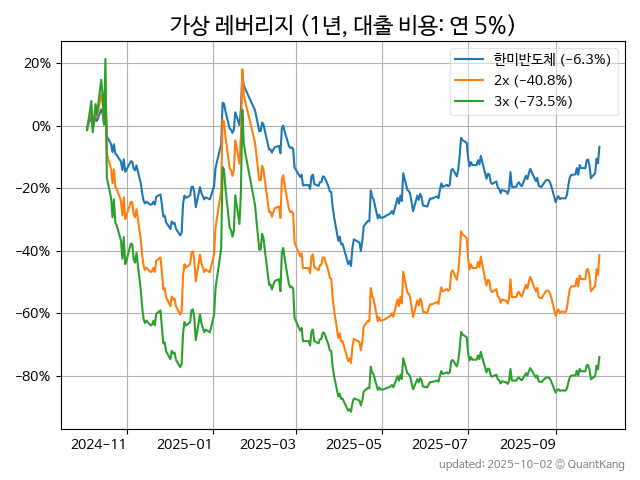 가상 레버리지 (1년, 대출 비용: 연 5%)
한미반도체 (−6.3%)
2x (−40.8%)
3x (−73.5%)
20%
0%
−20%
−40%
−60%
−80%
2024-11
2025-01
2025-03
2025-05
2025-07
2025-09
updated: 2025-10-02 © QuantKang